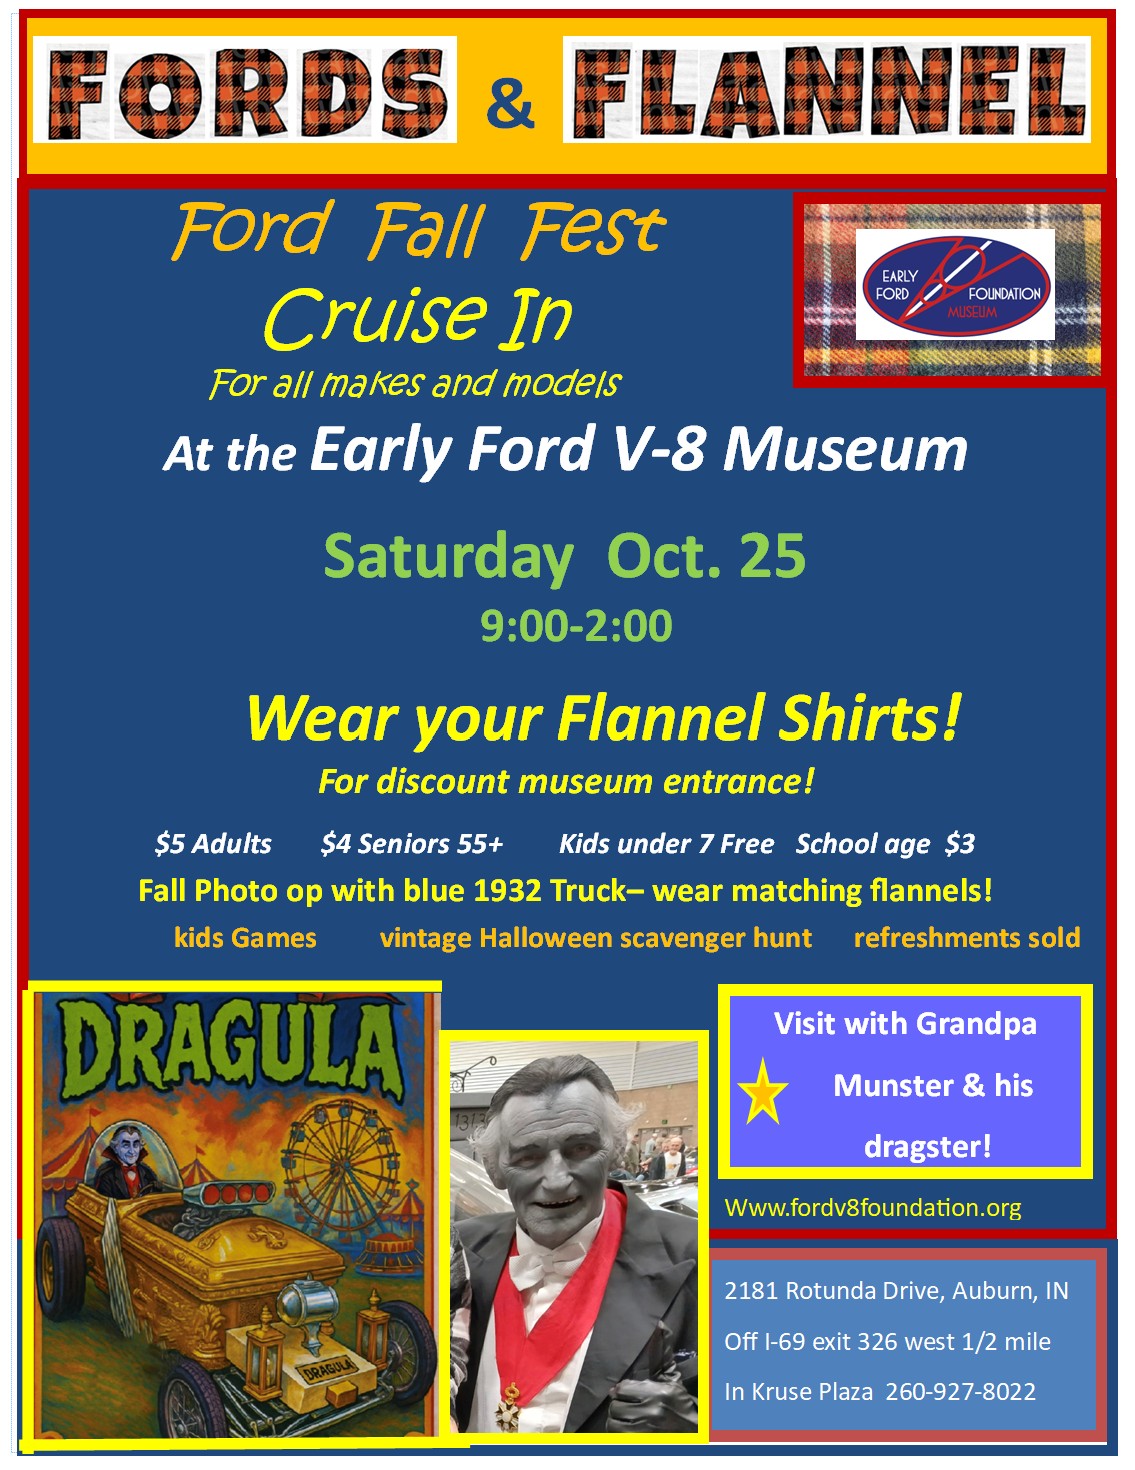 FORDS & FLANNEL
Ford Fall Fest
Cruise In
For all makes and models
EARLY
FORD FOUNDATION
MUSEUM
At the Early Ford V-8 Museum
Saturday Oct. 25
9:00-2:00
Wear your Flannel Shirts!
For discount museum entrance!
$5 Adults $4 Seniors 55+ Kids under 7 Free School age $3
Fall Photo op with blue 1932 Truck– wear matching flannels!
kids Games vintage Halloween scavenger hunt refreshments sold
DRAGULA
DRAGULA
1313
Visit with Grandpa
Munster & his
dragster!
Www.fordv8foundation.org
2181 Rotunda Drive, Auburn, IN
Off I-69 exit 326 west 1/2 mile
In Kruse Plaza 260-927-8022